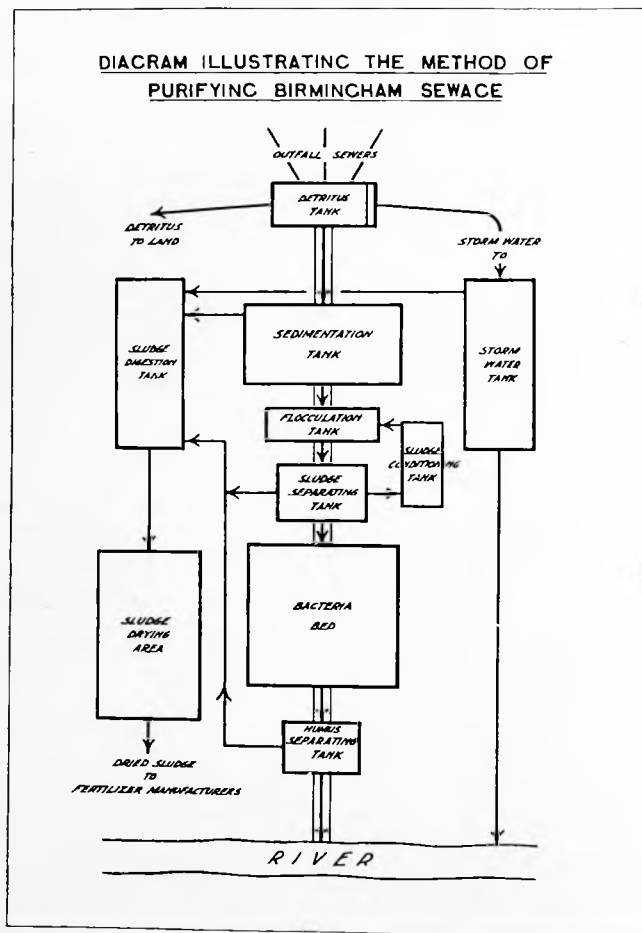 DIAGRAM ILLUSTRATING THE METHOD OF
PURIFYING BIRMINGHAM SEWAGE
OUTFALL SEWERS
DETRITUS
TANK
DETRITUS
TO LAND
STORM WATER
TO
SLUDGE
DIGESTION
TANK
SEDIMENTATION
TANK
STORM
WATER
TANK
FLOCCULATION
TANK
SLUDGE
CONDITIONING
TANK
SLUDGE
SEPARATING
TANK
BACTERIA
BED
SLUDGE
DRYING
AREA
HUMUS
SEPARATING
TANK
DRIED SLUDGE
TO
FERTILIZER MANUFACTURERS
RIVER